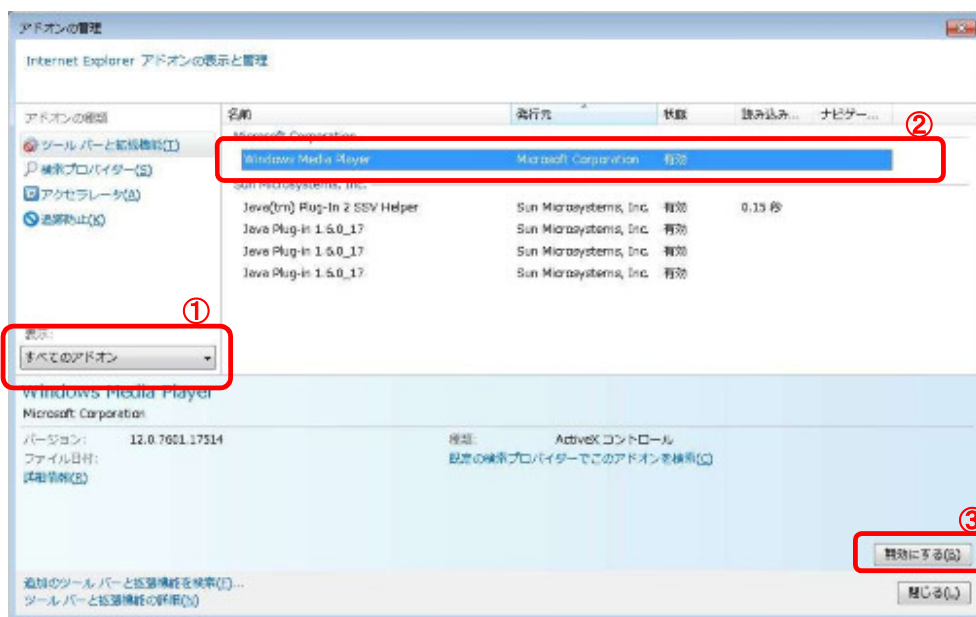 アドオンの管理
Internet Explorer アドオンの表示と管理
アドオンの種類
ツール バーと拡張機能(T)
検索プロバイダー(S)
アクセラレータ(A)
追跡防止(K)
①
表示:
すべてのアドオン
名前 発行元 状態 読み込み... ナビゲー...
②
Microsoft Corporation
Windows Media Player Microsoft Corporation 有効
Sun Microsystems, Inc.
Java(tm) Plug-In 2 SSV Helper Sun Microsystems, Inc. 有効 0.15 秒
Java Plug-in 1.6.0_17 Sun Microsystems, Inc. 有効
Java Plug-in 1.6.0_17 Sun Microsystems, Inc. 有効
Java Plug-in 1.6.0_17 Sun Microsystems, Inc. 有効
Windows Media Player
Microsoft Corporation
バージョン: 12.0.7601.17514
ファイル日付:
詳細情報(R)
種類: ActiveX コントロール
既定の検索プロバイダーでこのアドオンを検索(C)
③
無効にする(B)
追加のツール バーと拡張機能を検索(F)...
ツール バーと拡張機能の詳細(N)
閉じる(L)